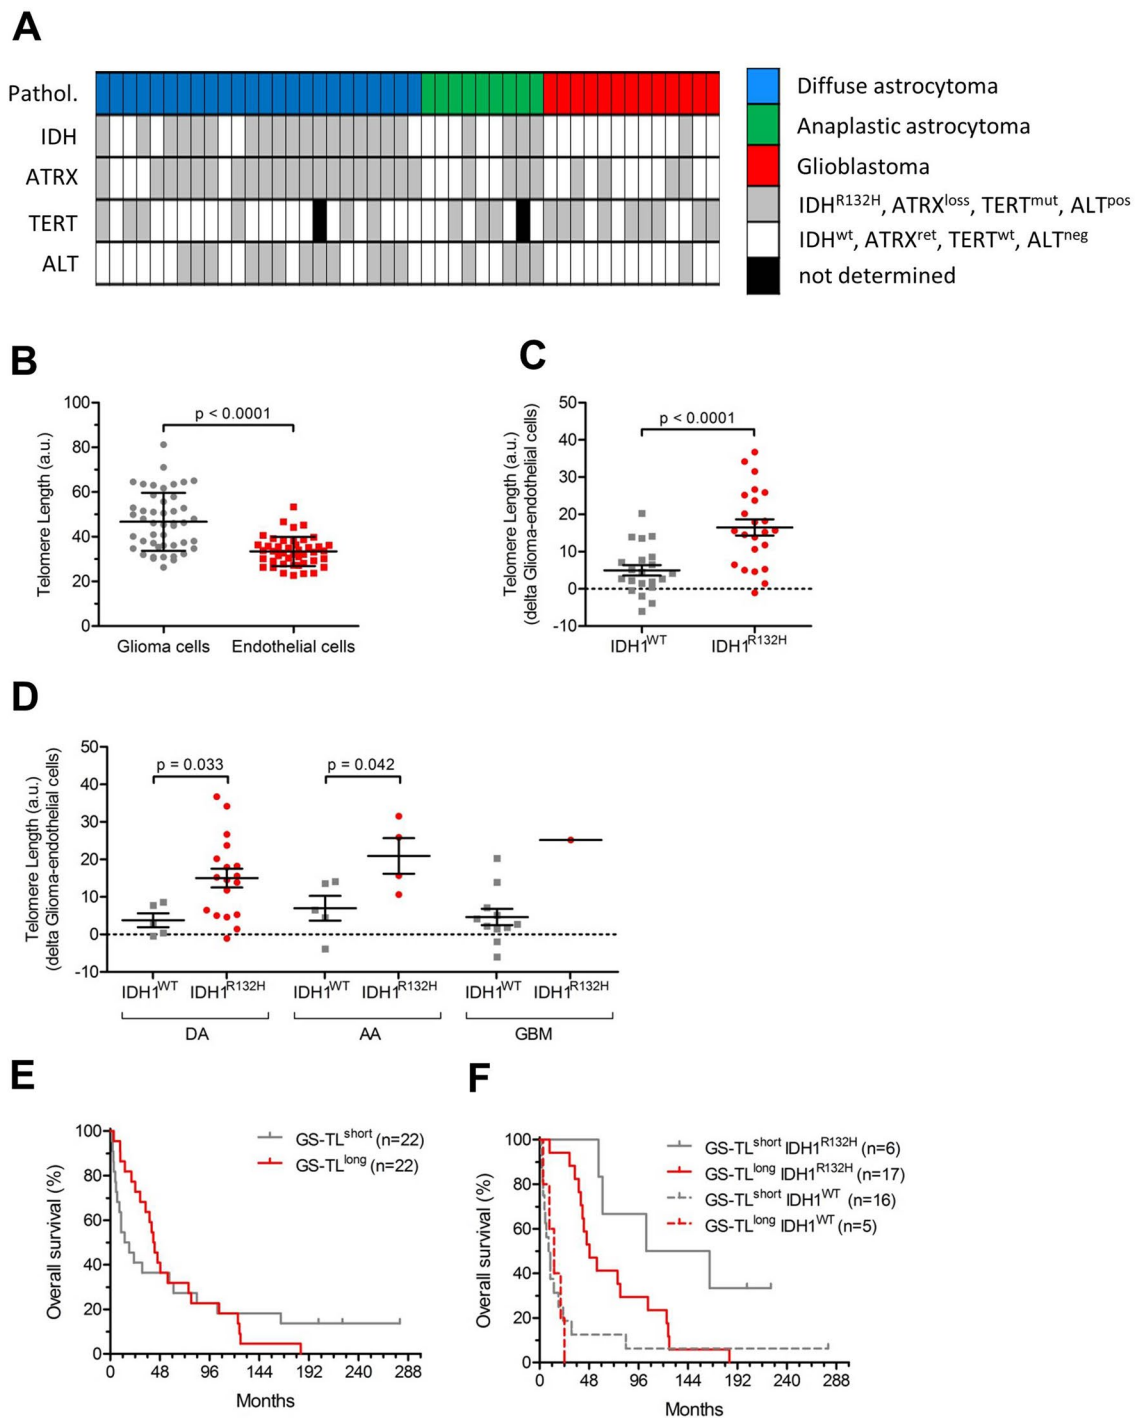 A
Pathol.
IDH
ATRX
TERT
ALT
Diffuse astrocytoma
Anaplastic astrocytoma
Glioblastoma
IDH^R132H, ATRX^loss, TERT^mut, ALT^pos
IDH^wt, ATRX^ret, TERT^wt, ALT^neg
not determined
B
Telomere Length (a.u.)
100
80
60
40
20
0
p < 0.0001
Glioma cells
Endothelial cells
C
Telomere Length (a.u.)
(delta Glioma-endothelial cells)
50
40
30
20
10
0
-10
p < 0.0001
IDH1^WT
IDH1^R132H
D
Telomere Length (a.u.)
(delta Glioma-endothelial cells)
50
40
30
20
10
0
-10
p = 0.033
p = 0.042
IDH1^WT IDH1^R132H IDH1^WT IDH1^R132H IDH1^WT IDH1^R132H
DA AA GBM
E
Overall survival (%)
100
80
60
40
20
0
GS-TL^short (n=22)
GS-TL^long (n=22)
0 48 96 144 192 240 288
Months
F
Overall survival (%)
100
80
60
40
20
0
GS-TL^short IDH1^R132H (n=6)
GS-TL^long IDH1^R132H (n=17)
GS-TL^short IDH1^WT (n=16)
GS-TL^long IDH1^WT (n=5)
0 48 96 144 192 240 288
Months